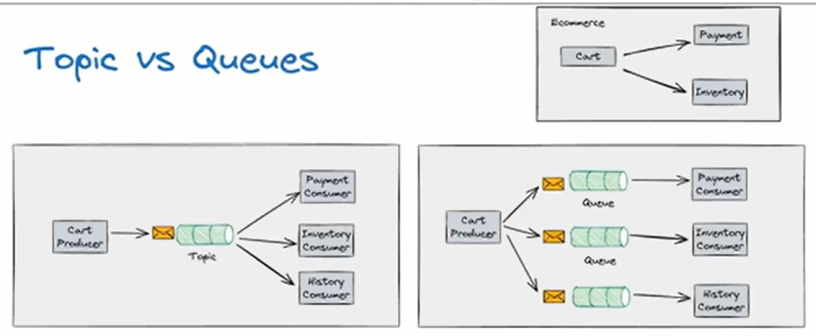 Topic vs Queues
Ecommerce
Cart
Payment
Inventory
Cart
Producer
Topic
Payment
Consumer
Inventory
Consumer
History
Consumer
Cart
Producer
Queue
Queue
Payment
Consumer
Inventory
Consumer
History
Consumer